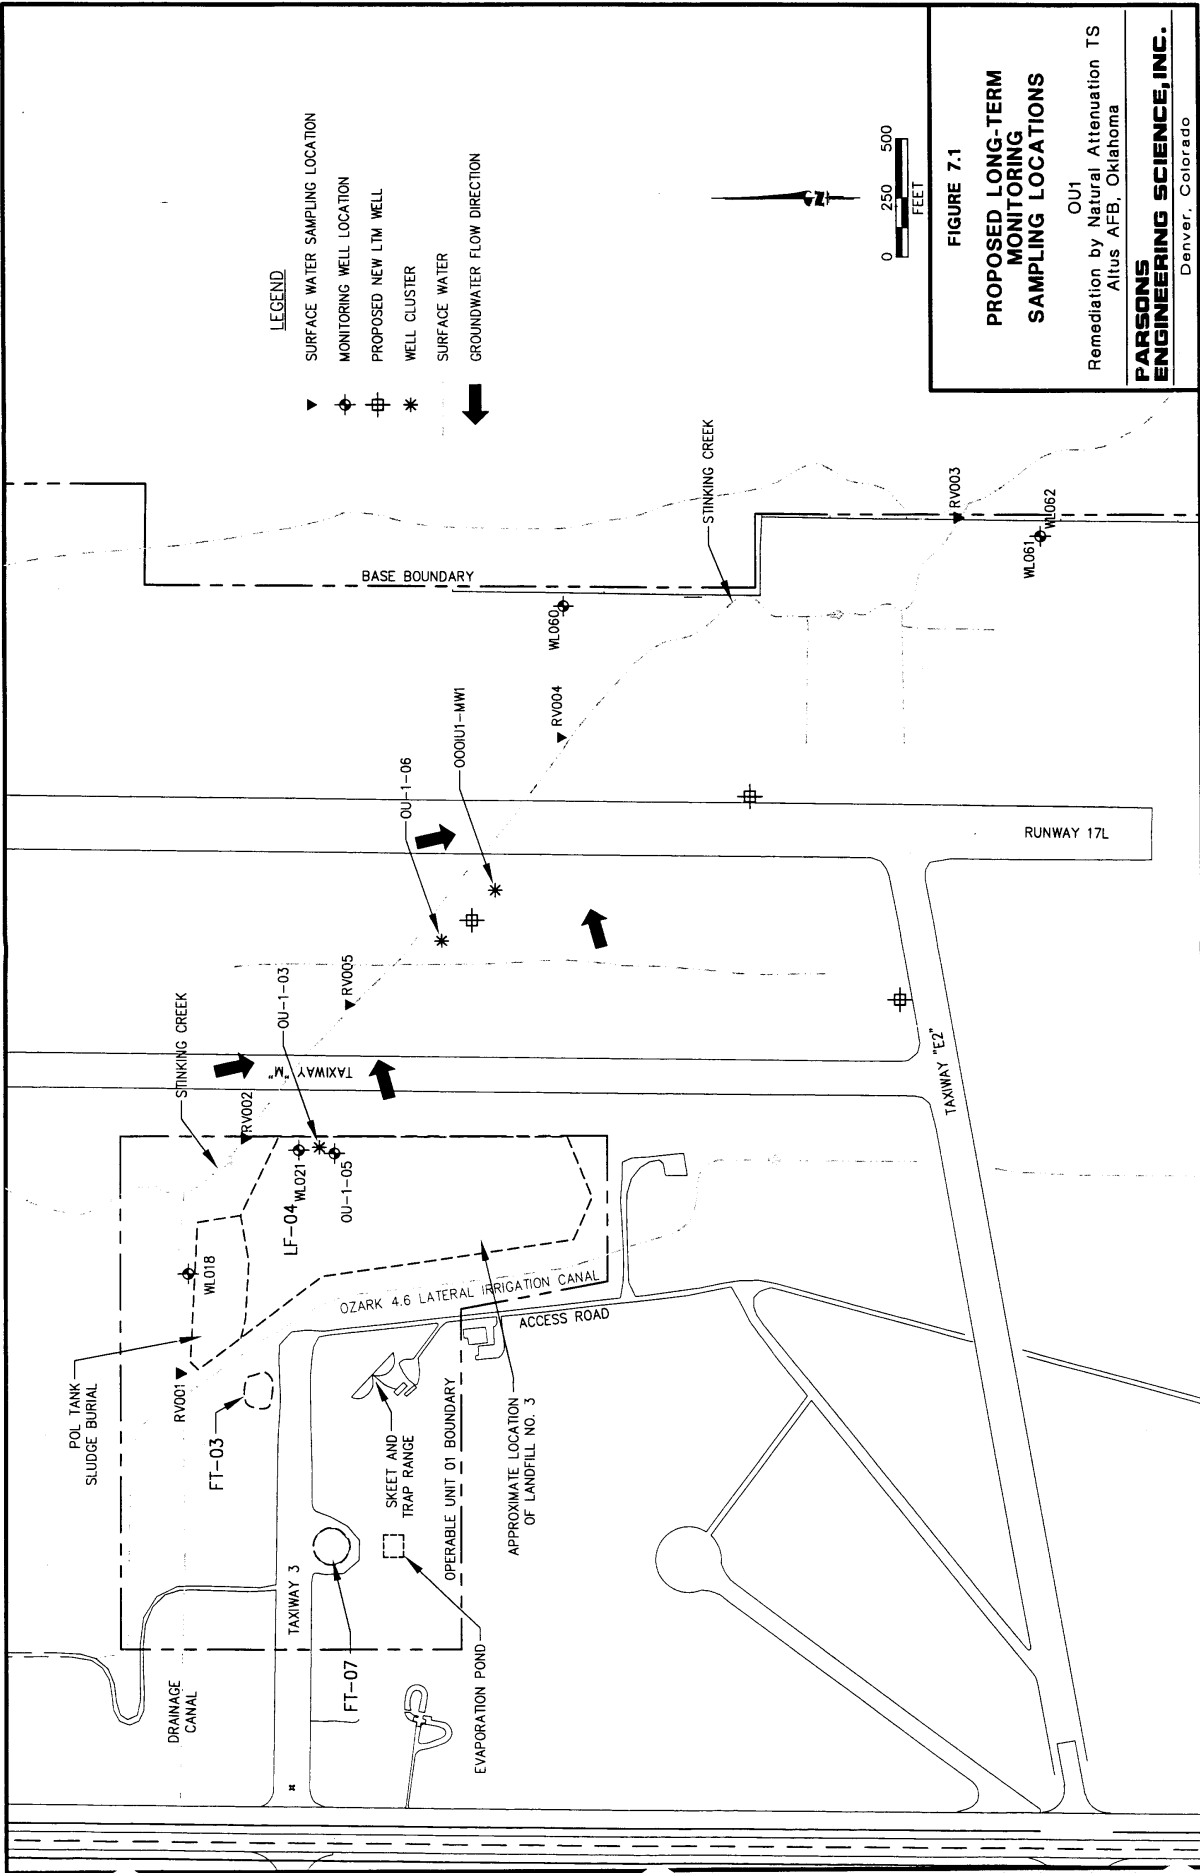 POL TANK
SLUDGE BURIAL
DRAINAGE
CANAL
RV001
FT-03
TAXIWAY 3
FT-07
SKEET AND
TRAP RANGE
EVAPORATION POND
OPERABLE UNIT 01 BOUNDARY
APPROXIMATE LOCATION
OF LANDFILL NO. 3
ACCESS ROAD
OZARK 4.6 LATERAL IRRIGATION CANAL
WL018
LF-04
WL021
OU-1-05
STINKING CREEK
RV002
OU-1-03
TAXIWAY "M"
RV005
OU-1-06
OOOIU1-MW1
TAXIWAY "E2"
RUNWAY 17L
RV004
WL060
BASE BOUNDARY
STINKING CREEK
RV003
WL061
WL062
LEGEND
SURFACE WATER SAMPLING LOCATION
MONITORING WELL LOCATION
PROPOSED NEW LTM WELL
WELL CLUSTER
SURFACE WATER
GROUNDWATER FLOW DIRECTION
N
0 250 500
FEET
FIGURE 7.1
PROPOSED LONG-TERM
MONITORING
SAMPLING LOCATIONS
OU1
Remediation by Natural Attenuation TS
Altus AFB, Oklahoma
PARSONS
ENGINEERING SCIENCE, INC.
Denver, Colorado